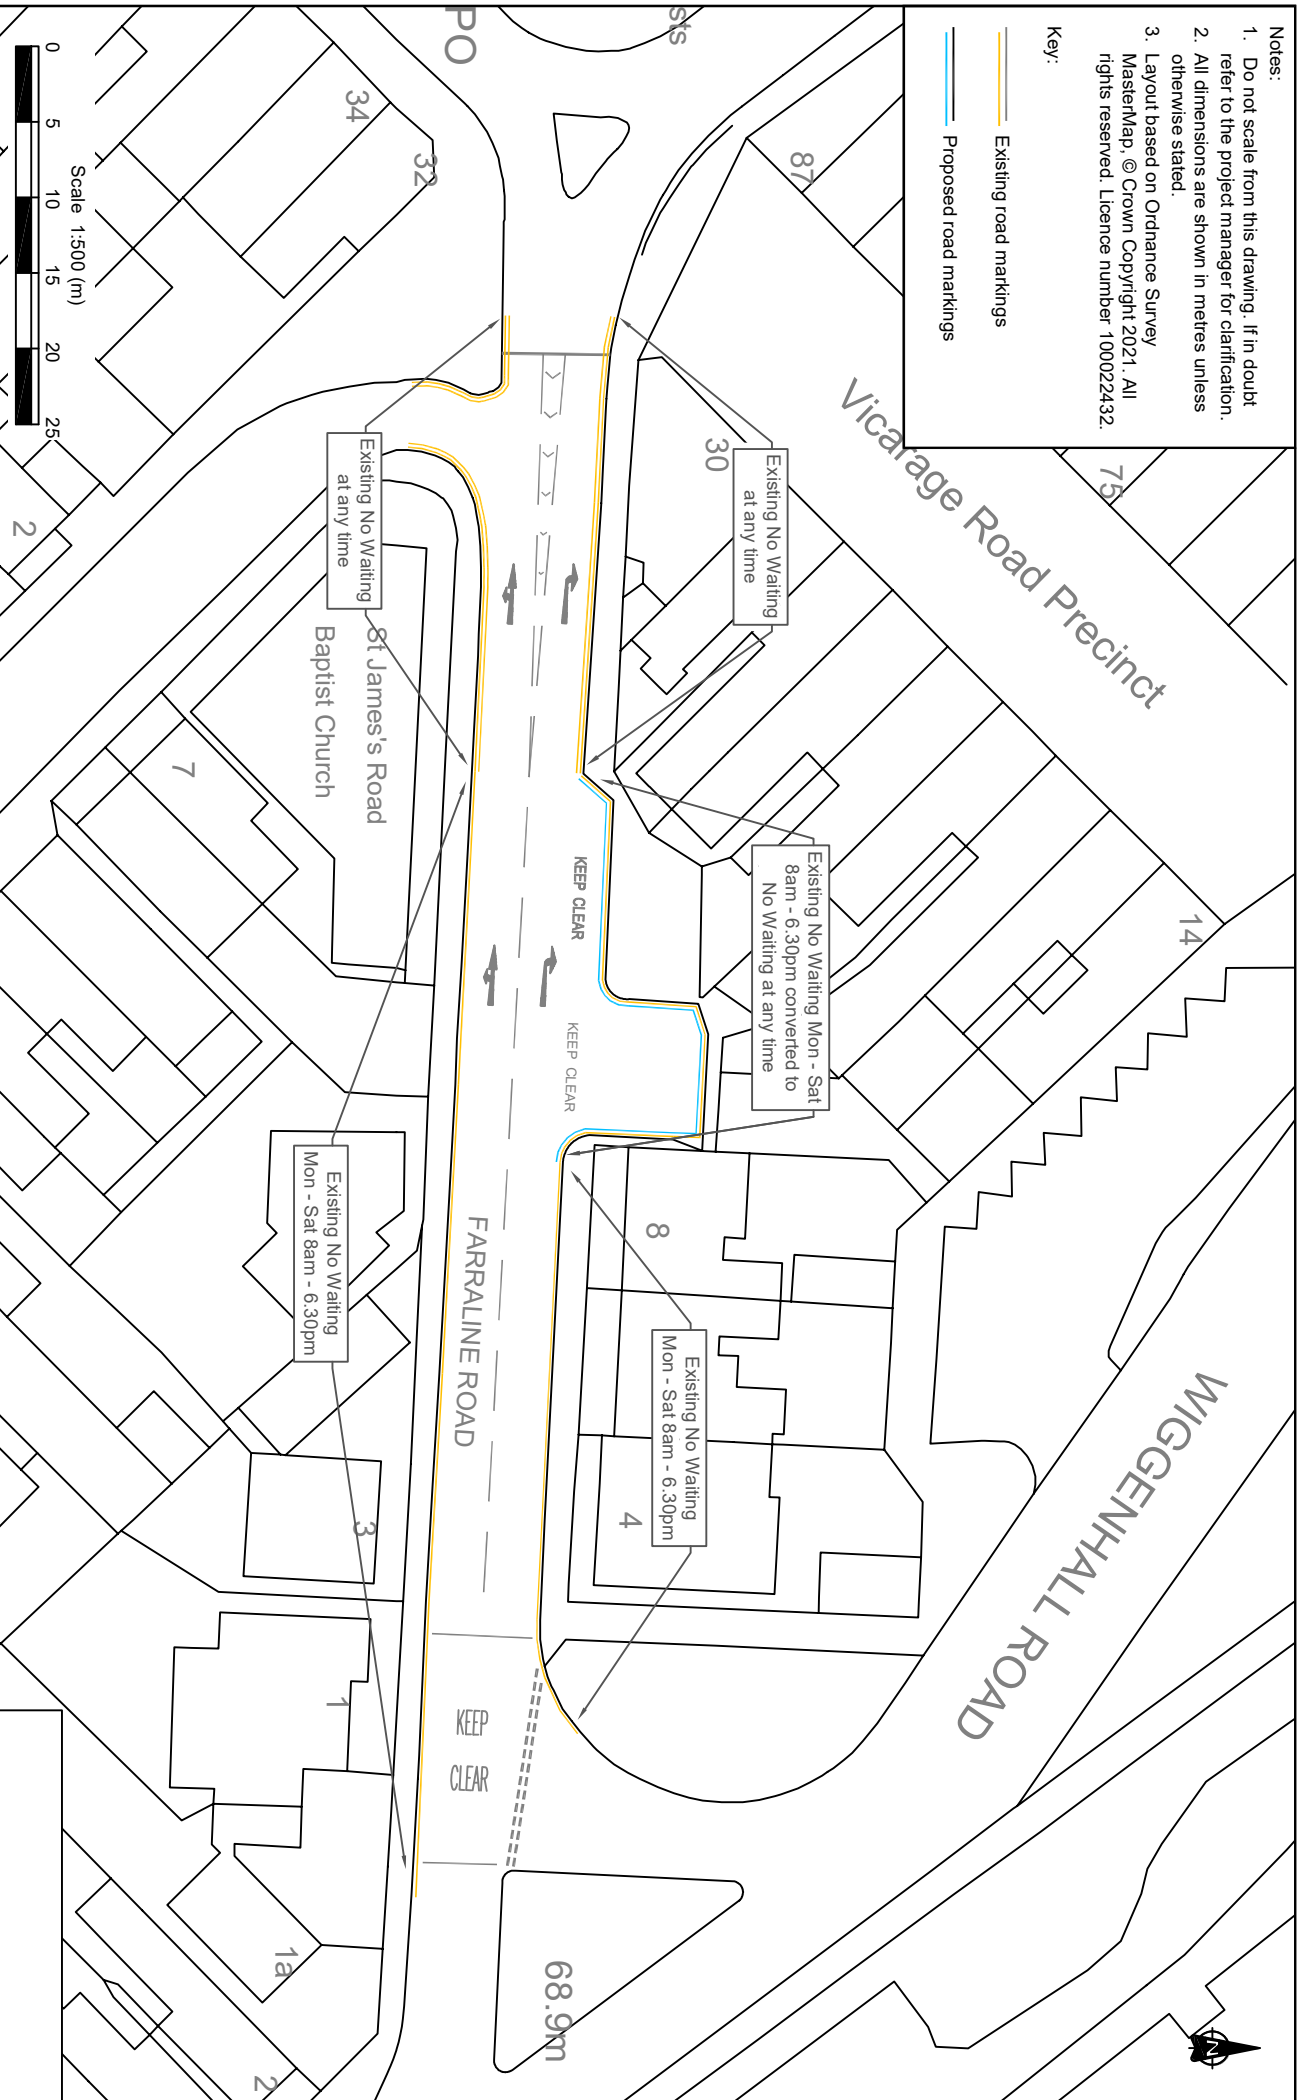 Notes:
1. Do not scale from this drawing. If in doubt
refer to the project manager for clarification.
2. All dimensions are shown in metres unless
otherwise stated.
3. Layout based on Ordnance Survey
MasterMap, © Crown Copyright 2021. All
rights reserved. Licence number 100022432.
Key:
Existing road markings
Proposed road markings
WIGGENHALL ROAD
N
Vicarage Road Precinct
75
14
87
30
Existing No Waiting
at any time
Existing No Waiting Mon - Sat
8am - 6.30pm converted to
No Waiting at any time
8
4
Existing No Waiting
Mon - Sat 8am - 6.30pm
sts
PO
KEEP CLEAR
KEEP CLEAR
68.9m
FARRALINE ROAD
KEEP
CLEAR
32
34
Existing No Waiting
at any time
St James's Road
Baptist Church
Existing No Waiting
Mon - Sat 8am - 6.30pm
7
3
1
1a
2
2
Scale 1:500 (m)
0 5 10 15 20 25